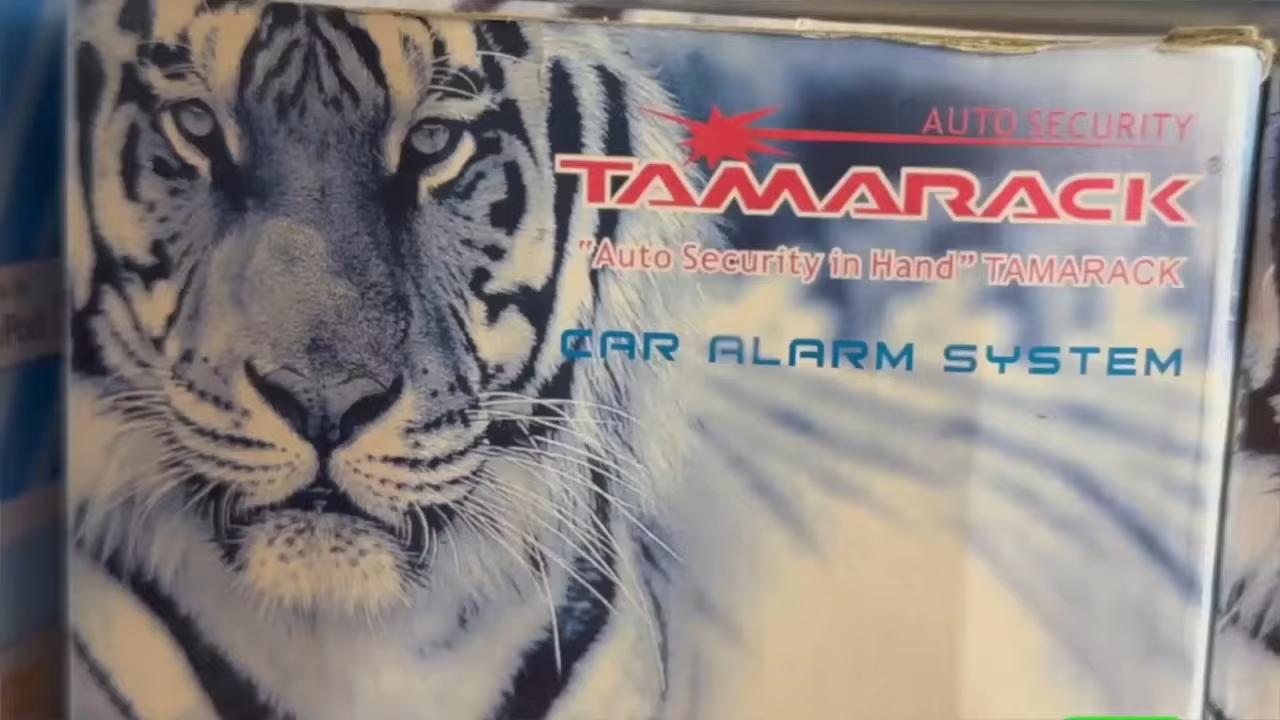 AUTO SECURITY
TAMARACK®
"Auto Security in Hand" TAMARACK
CAR ALARM SYSTEM